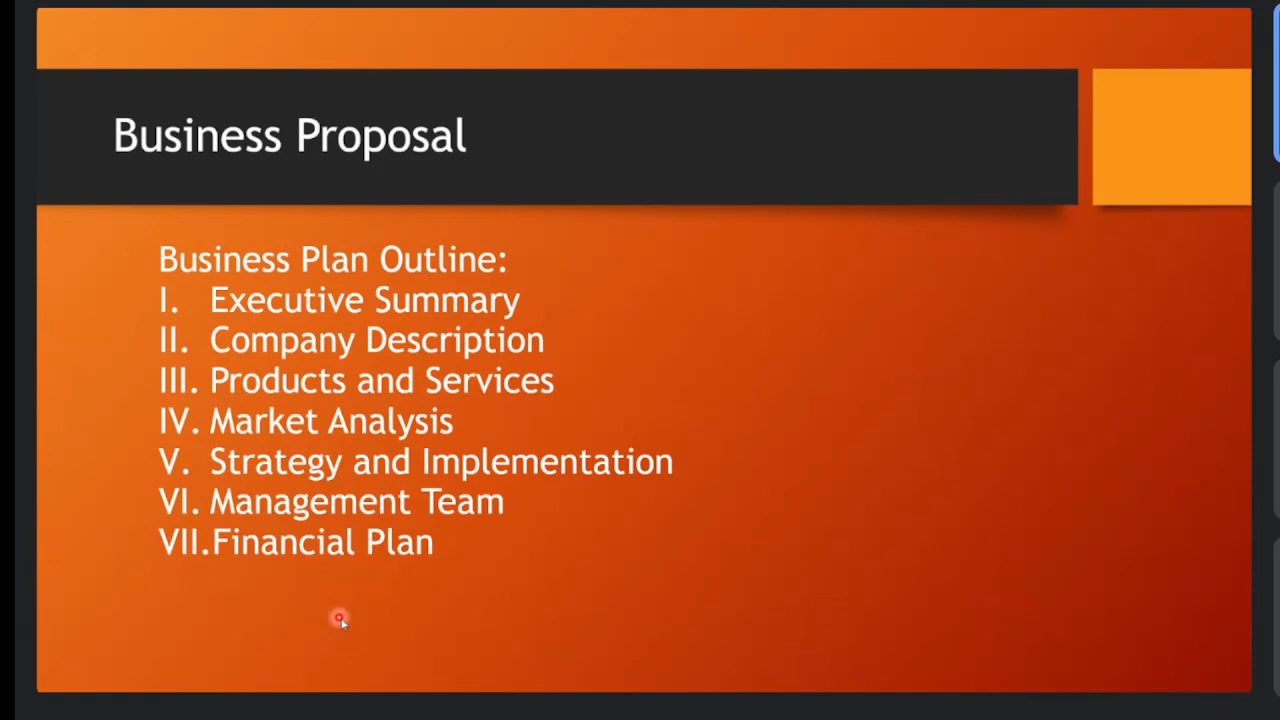 Business Proposal
Business Plan Outline:
I. Executive Summary
II. Company Description
III. Products and Services
IV. Market Analysis
V. Strategy and Implementation
VI. Management Team
VII.Financial Plan